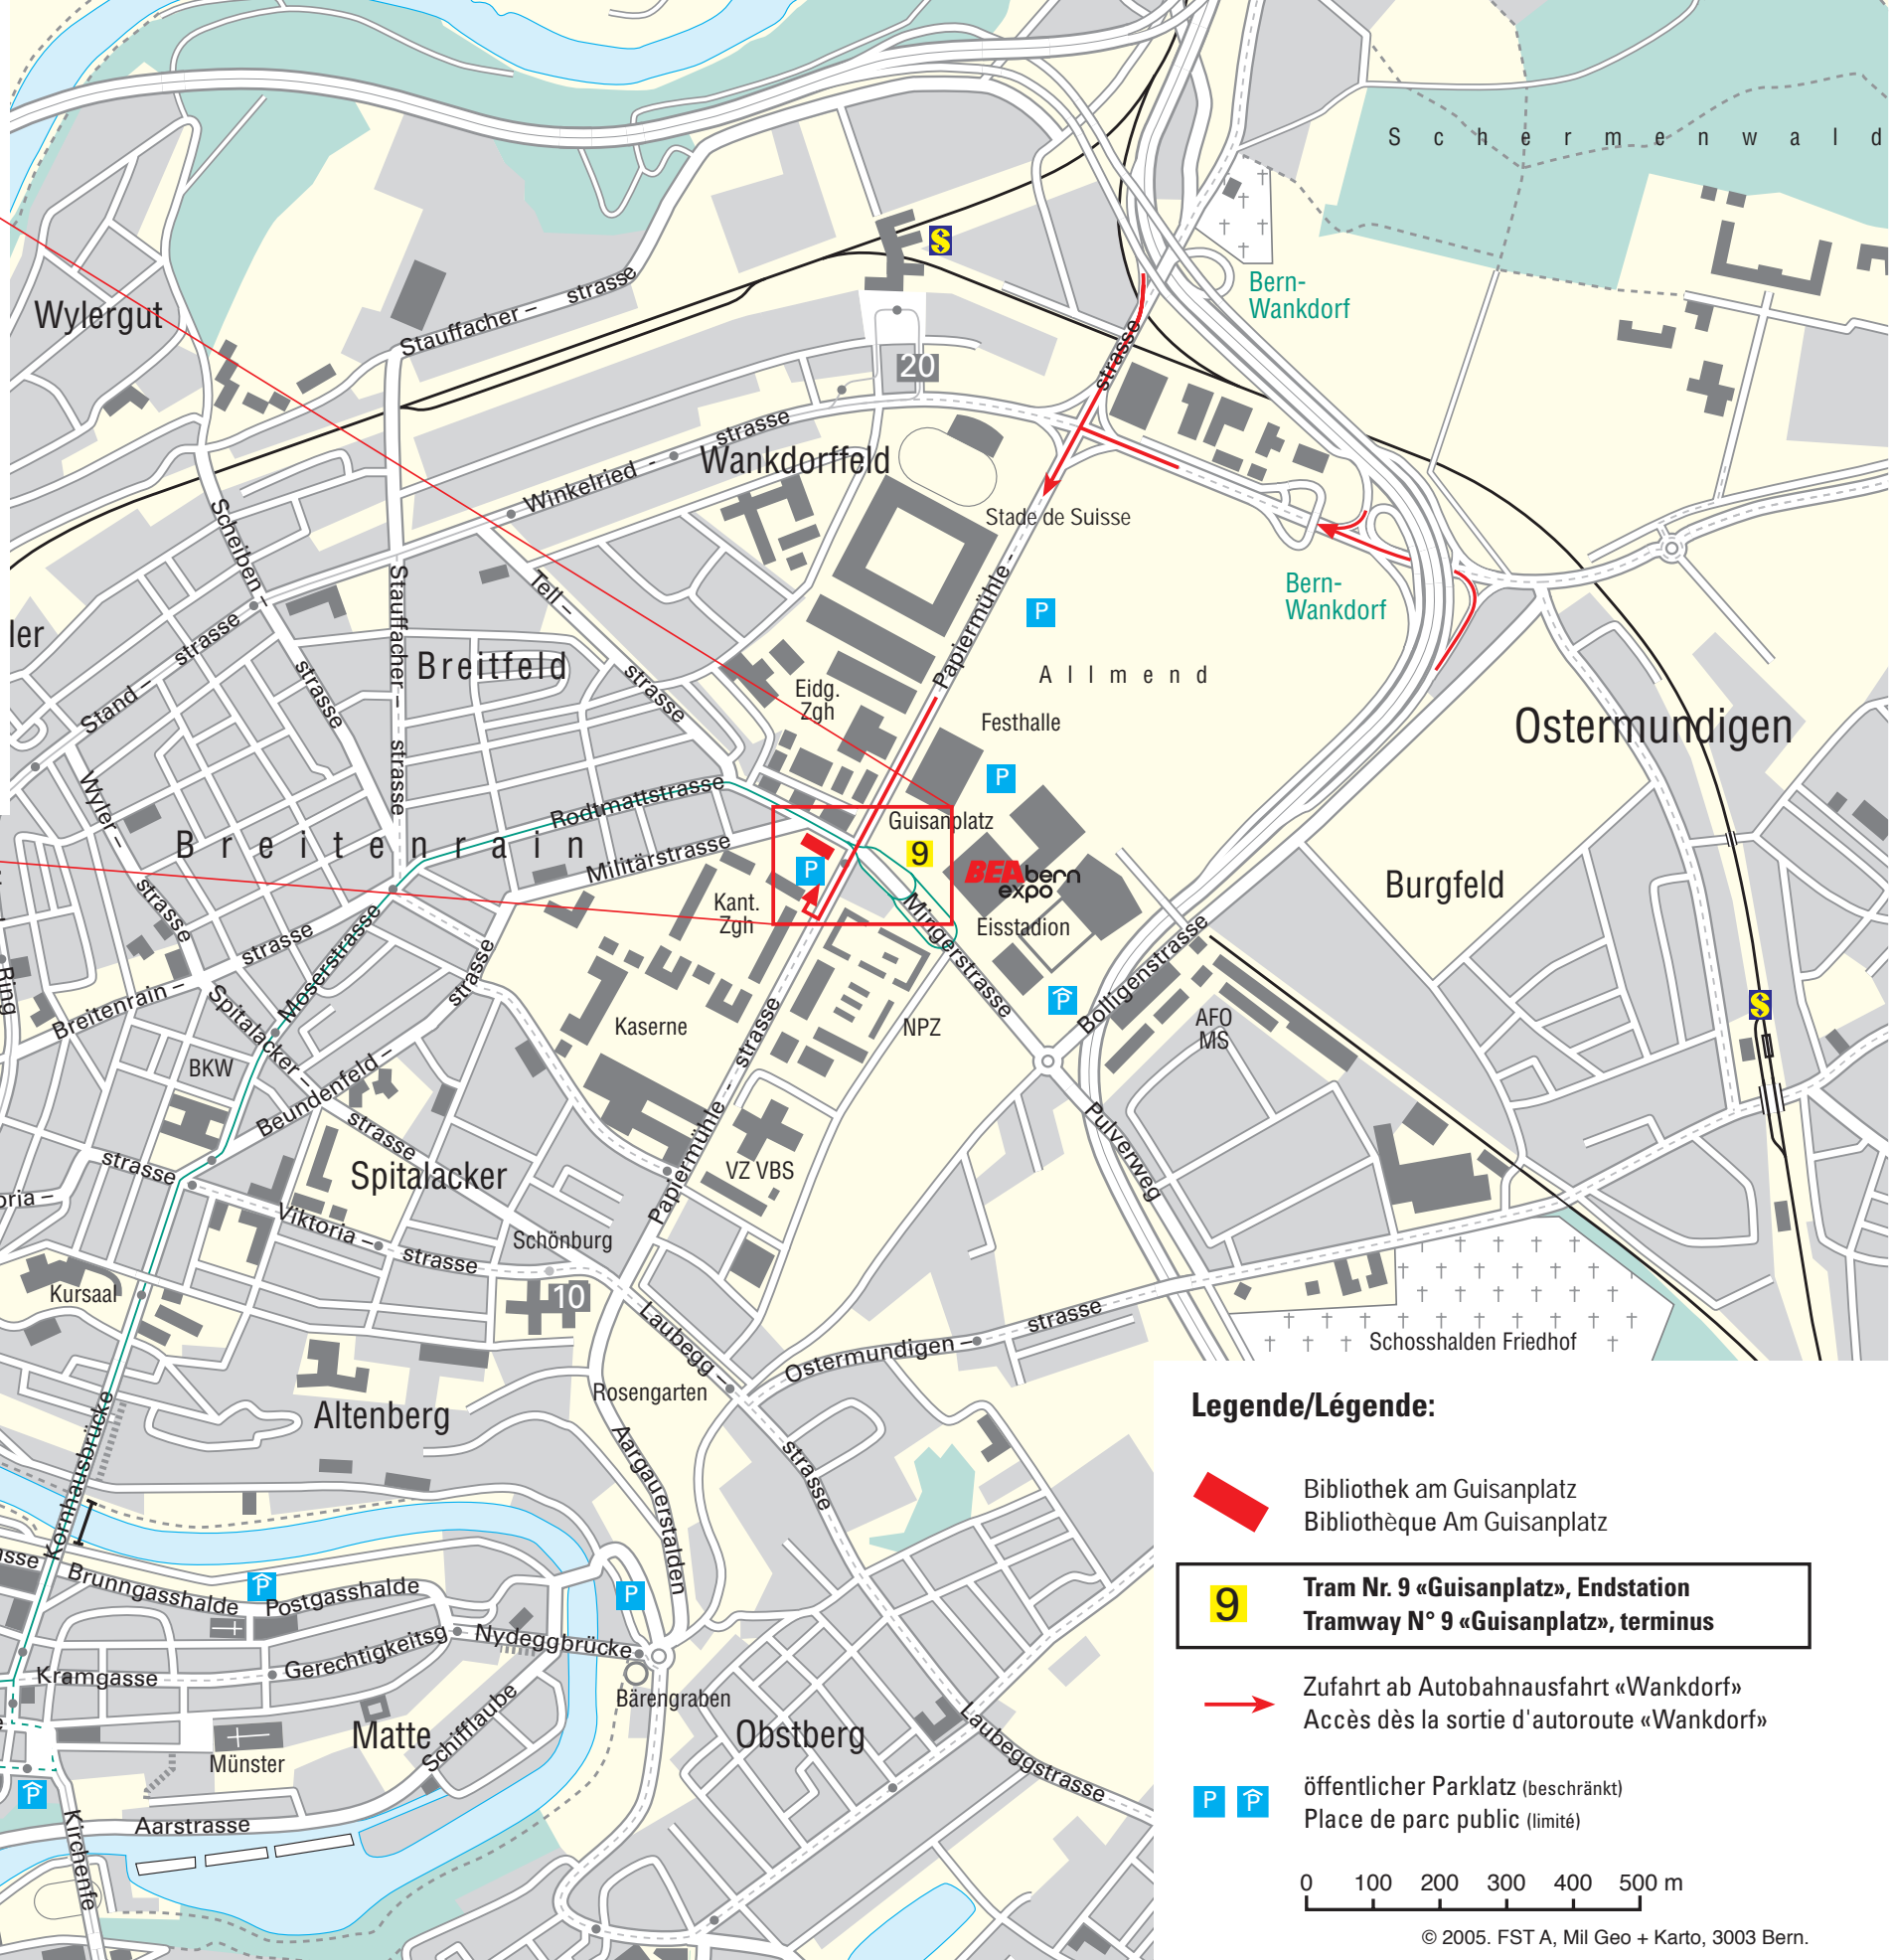 S c h e r m e n w a l d
Bern-
Wankdorf
Wylergut
Stauffacher – strasse
strasse
20
strasse
Wankdorffeld
Winkelried -
Stade de Suisse
Scheiben –
strasse
Tell –
strasse
Stauffacher –
strasse
Bern-
Wankdorf
Papiermühle -
ler
Stand –
strasse
Breitfeld
A l l m e n d
Eidg.
Zgh
Festhalle
Ostermundigen
Wyler –
strasse
Rodtmattstrasse
Guisanplatz
B r e i t e n r a i n
Militärstrasse
9
BEA bern
expo
Burgfeld
Kant.
Zgh
Mingerstrasse
Eisstadion
Ring
Breitenrain –
strasse
Moserstrasse
strasse
Bolligenstrasse
Spitalacker –
strasse
Kaserne
NPZ
AFO
MS
BKW
Beundenfeld –
Papiermühle - strasse
Pulverweg
strasse
Spitalacker
VZ VBS
oria –
Viktoria –
strasse
Schönburg
Kursaal
10
Laubegg –
strasse
Ostermundigen –
strasse
Schosshalden Friedhof
Rosengarten
Altenberg
Kornhausbrücke
Aargauerstalden
asse
Brunngasshalde
Postgasshalde
Nydeggbrücke
Gerechtigkeitsg
Kramgasse
Bärengraben
Matte
Schifflaube
Obstberg
Laubeggstrasse
Münster
Aarstrasse
Kirchenfe
P
P
P
P
P
P
P
S
S
Legende/Légende:
Bibliothek am Guisanplatz
Bibliothèque Am Guisanplatz
9
Tram Nr. 9 «Guisanplatz», Endstation
Tramway N° 9 «Guisanplatz», terminus
Zufahrt ab Autobahnausfahrt «Wankdorf»
Accès dès la sortie d'autoroute «Wankdorf»
P P
öffentlicher Parklatz (beschränkt)
Place de parc public (limité)
0 100 200 300 400 500 m
© 2005. FST A, Mil Geo + Karto, 3003 Bern.